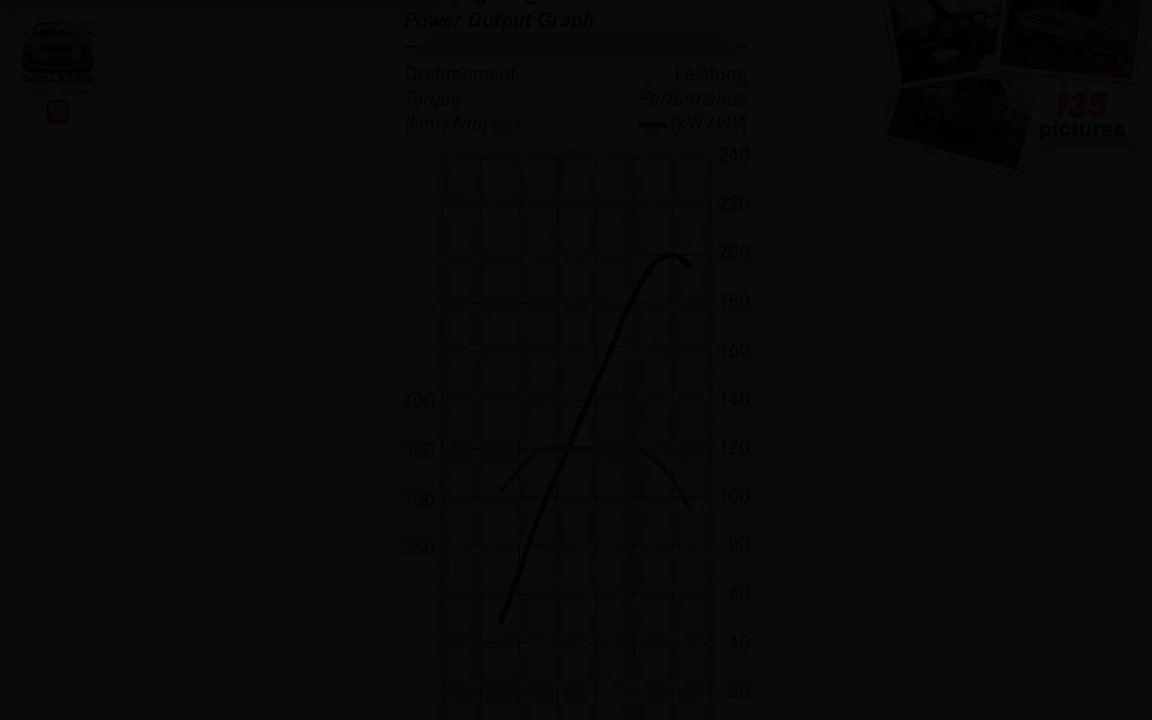 Power Output Graph
Drehmoment
Leistung
Torque
Performance
(Nm/Nm)
(kW/kW)
135
pictures
240
220
200
180
160
400
140
350
120
300
100
250
80
60
40
20